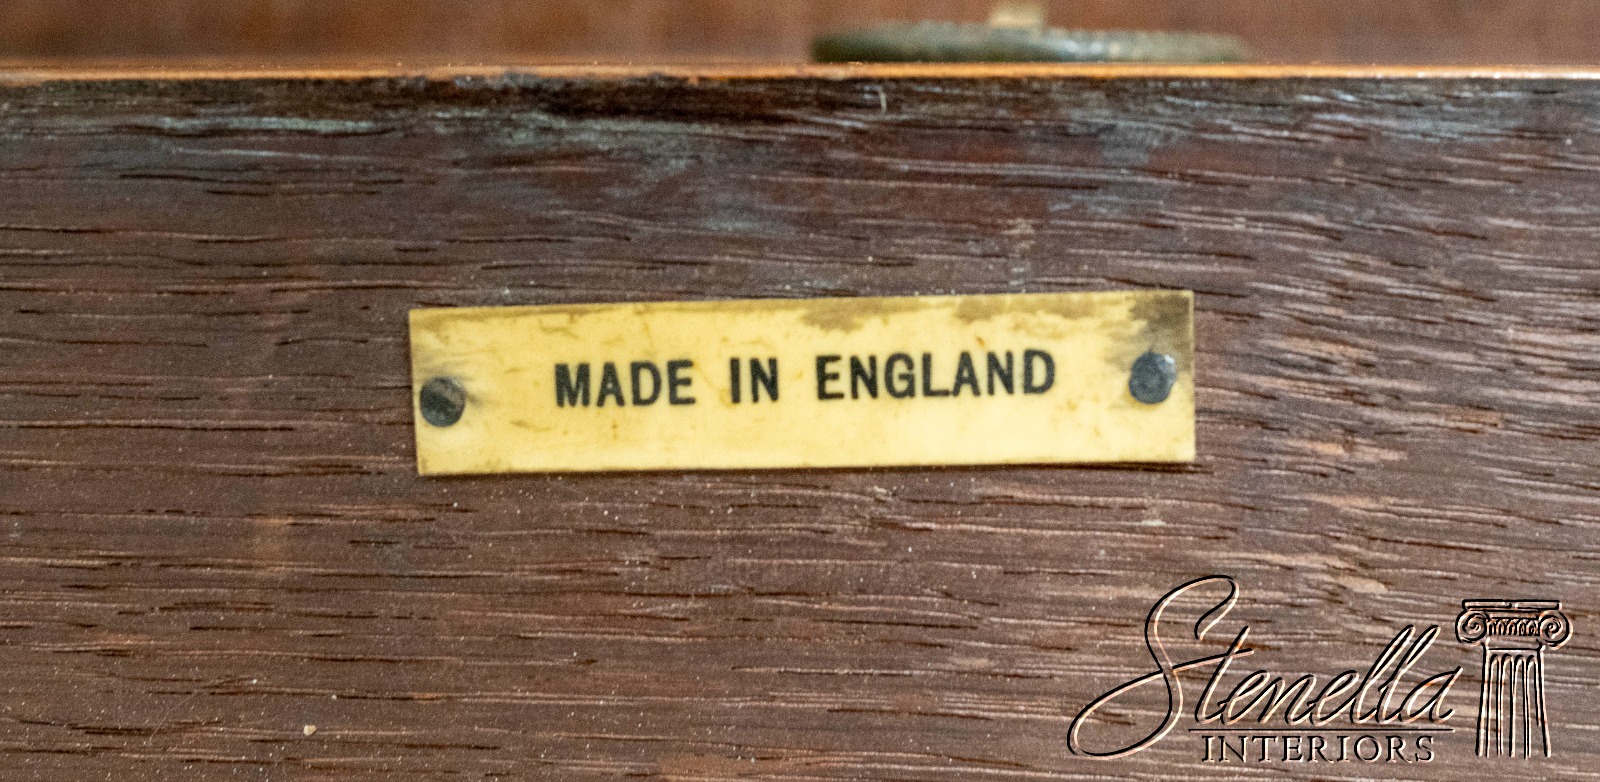 MADE IN ENGLAND
Stenella
INTERIORS